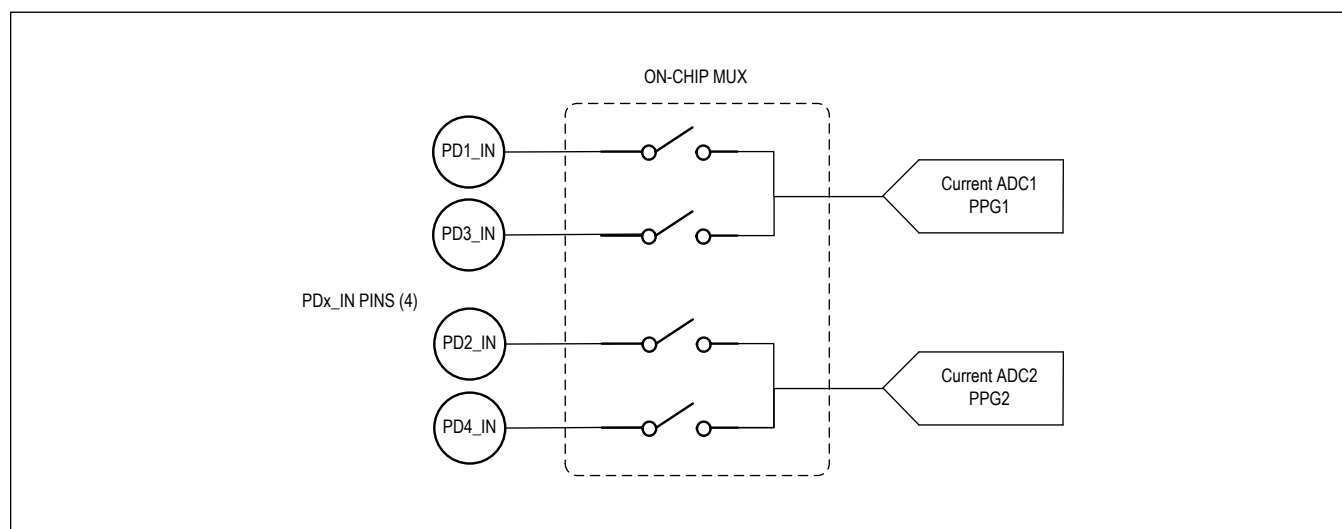 ON-CHIP MUX
PD1_IN
Current ADC1
PPG1
PD3_IN
PDx_IN PINS (4)
PD2_IN
Current ADC2
PPG2
PD4_IN